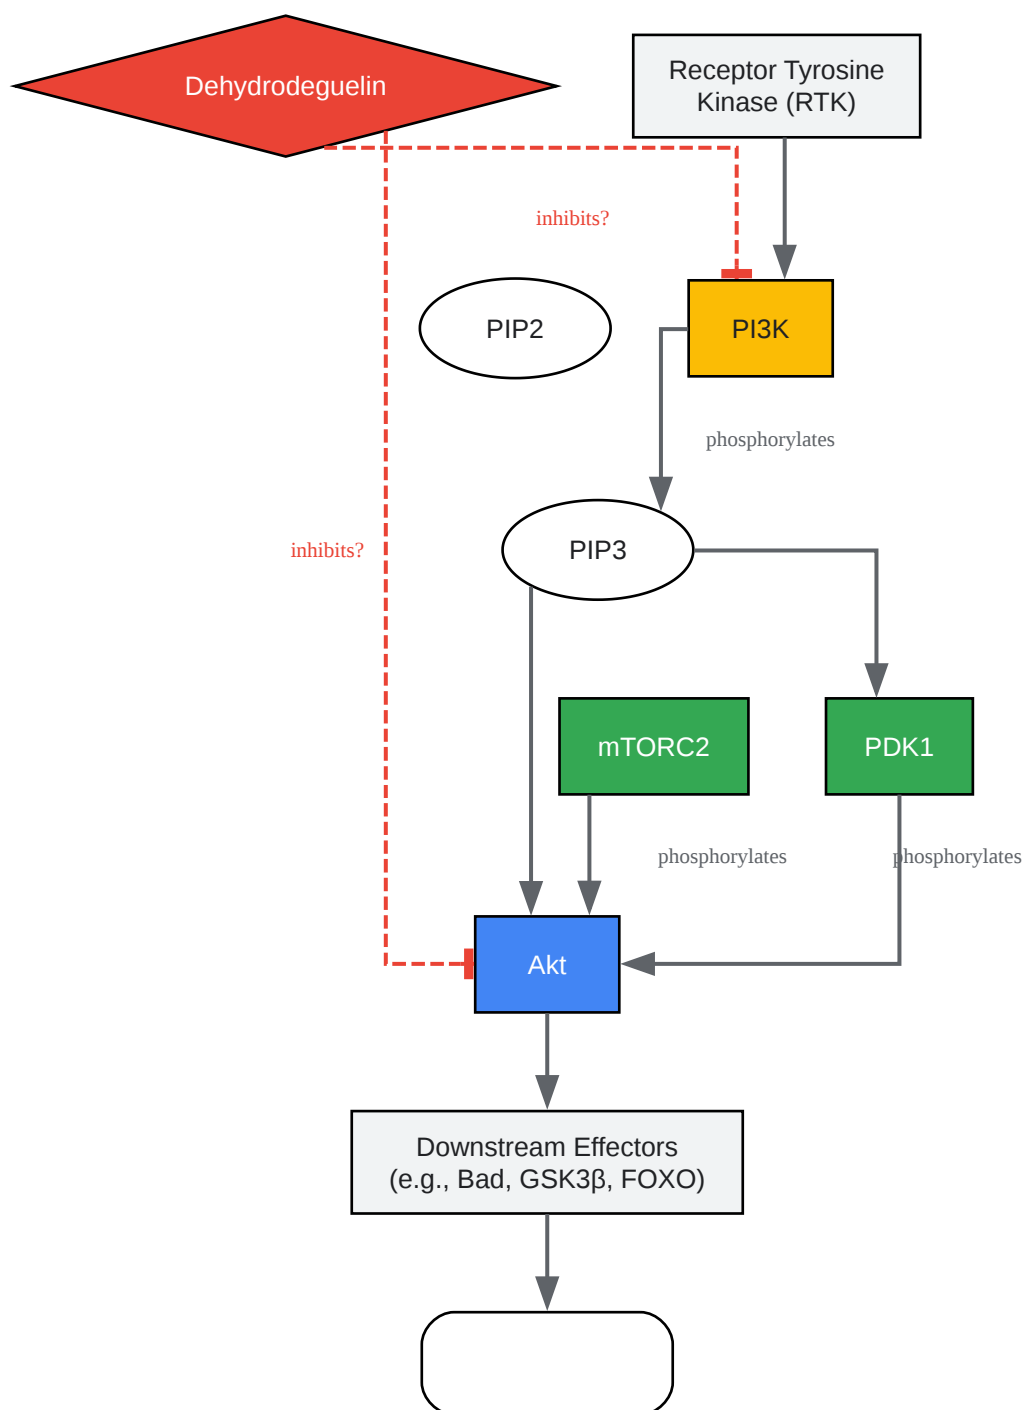 Dehydrodeguelin
Receptor Tyrosine
Kinase (RTK)
inhibits?
PIP2
PI3K
phosphorylates
inhibits?
PIP3
mTORC2
PDK1
phosphorylates
phosphorylates
Akt
Downstream Effectors
(e.g., Bad, GSK3β, FOXO)